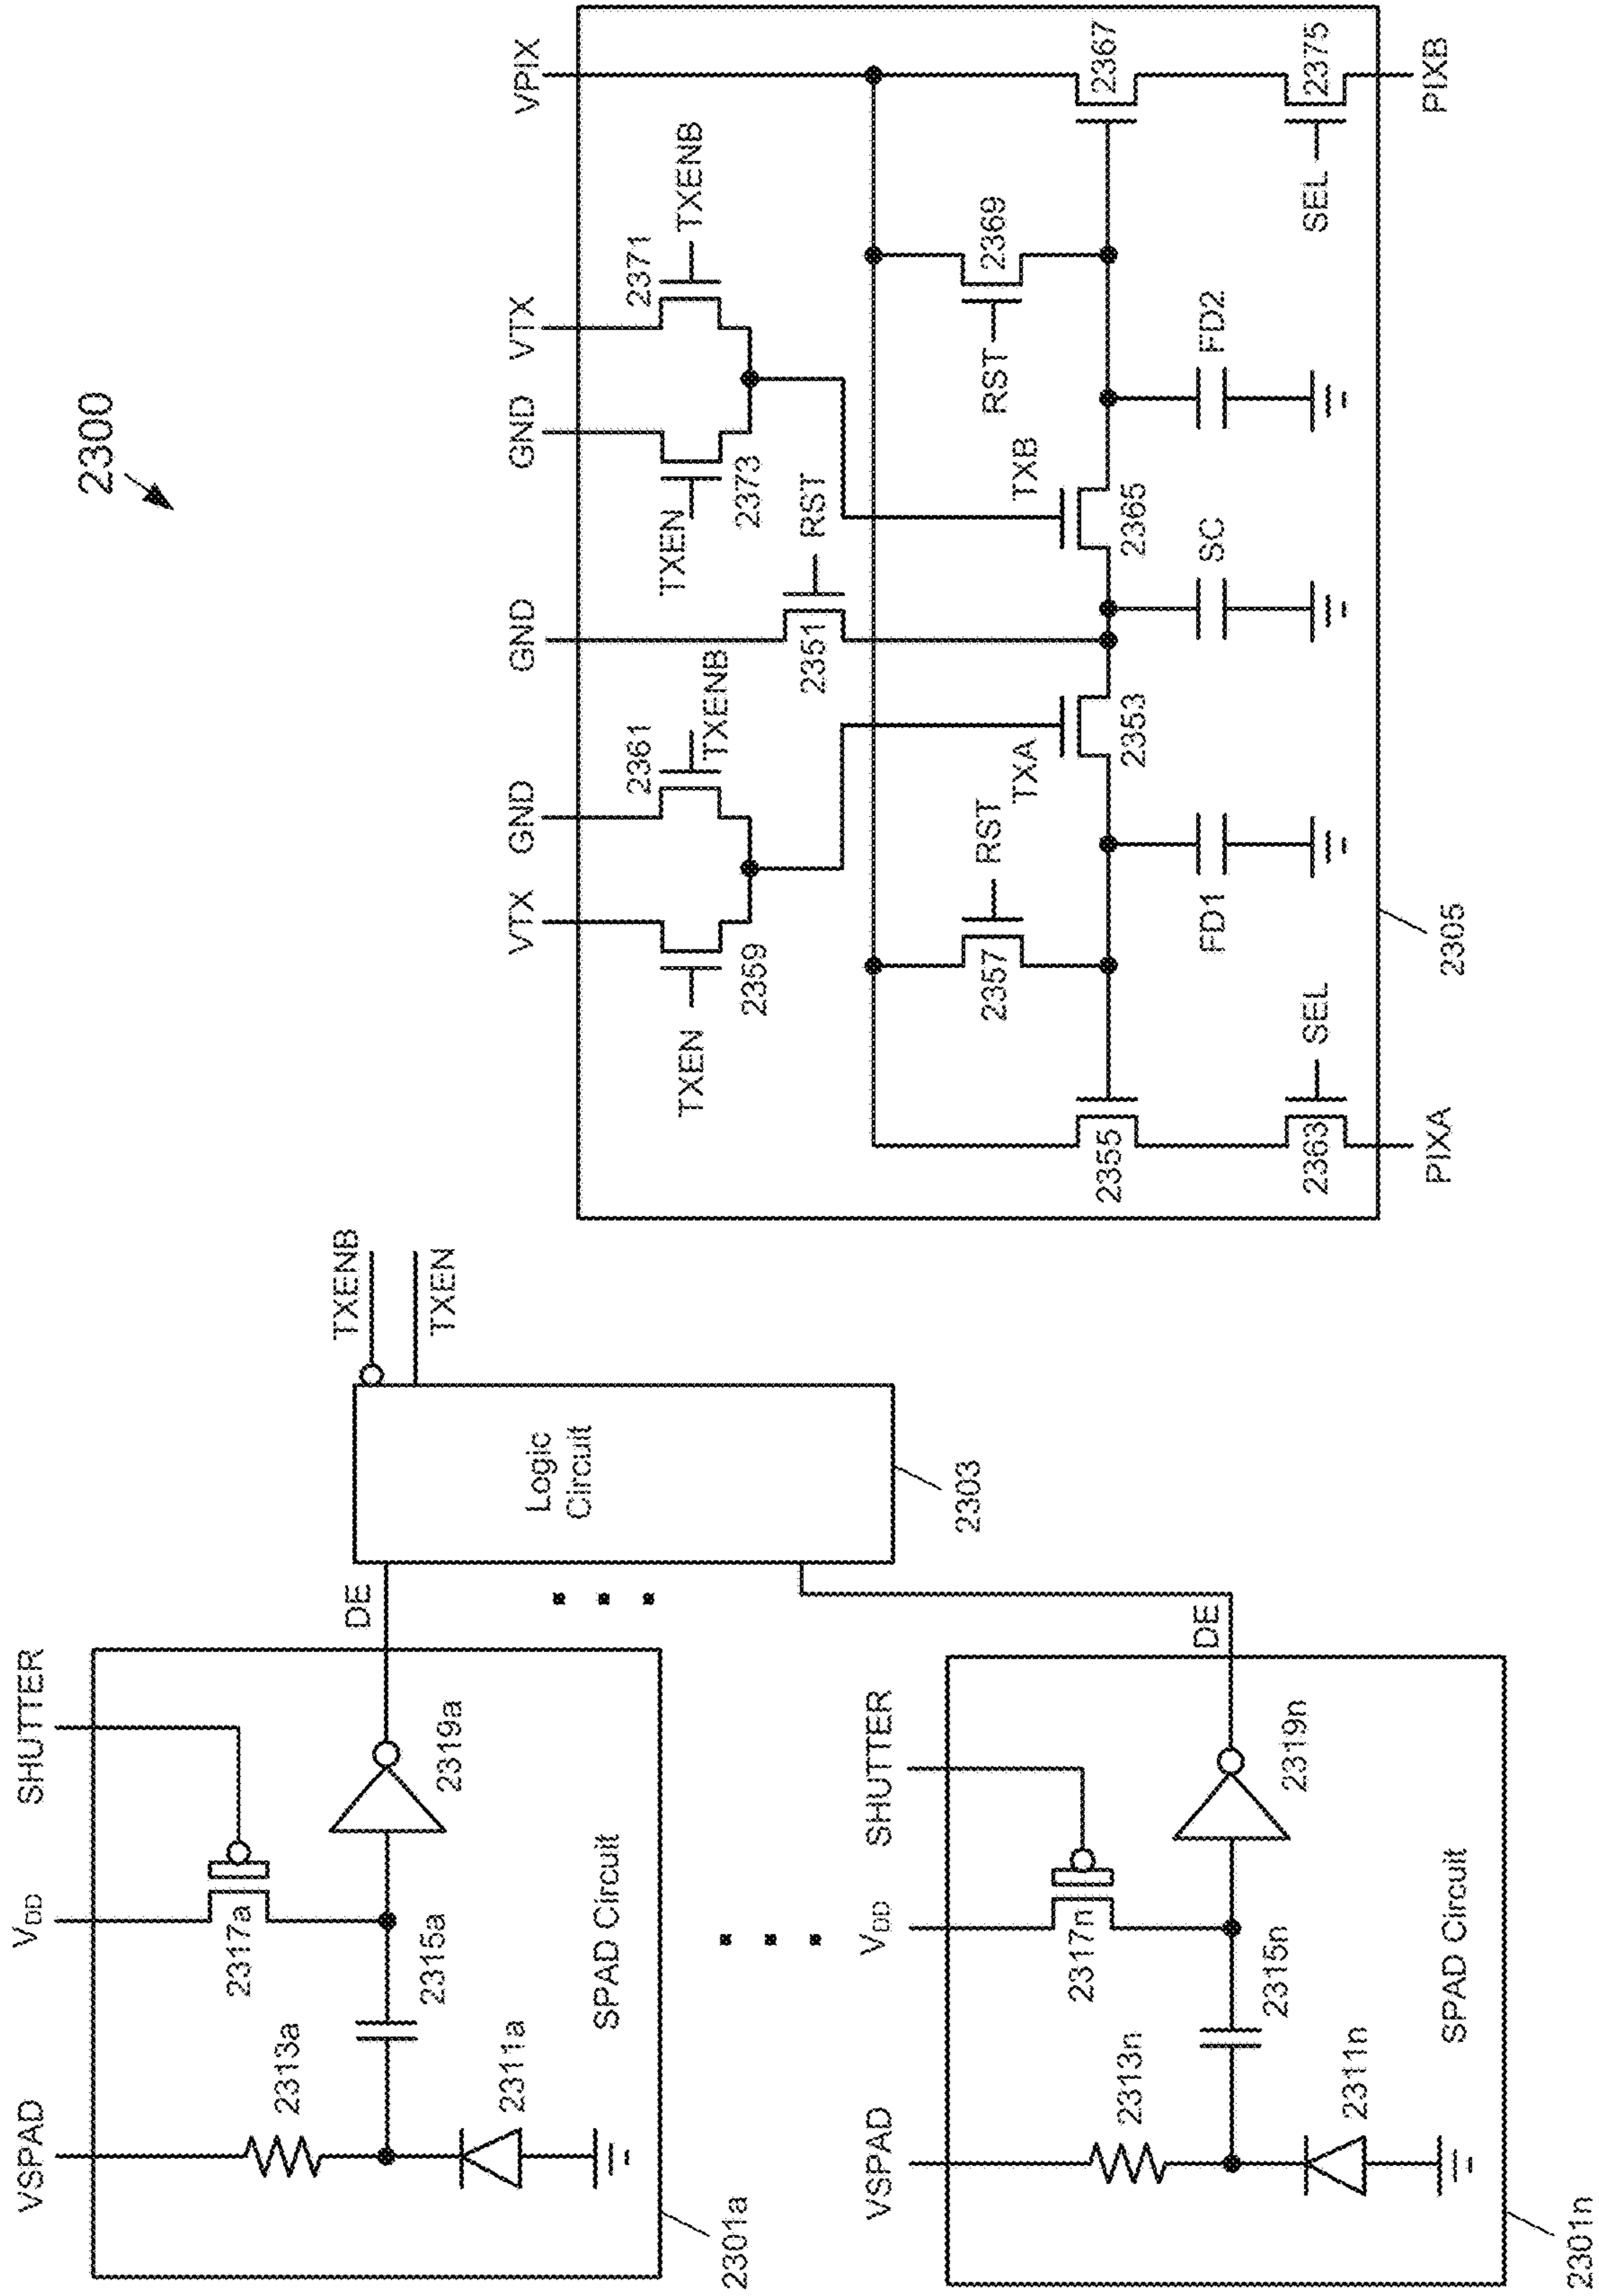 2300
VSPAD
VDD
SHUTTER
2313a
2317a
2315a
2319a
2311a
SPAD Circuit
2301a
DE
VSPAD
VDD
SHUTTER
2313n
2317n
2315n
2319n
2311n
SPAD Circuit
2301n
DE
Logic
Circuit
2303
TXENB
TXEN
VTX
GND
GND
GND
VTX
VPIX
TXEN
2359
2361
TXENB
TXEN
2373
2371
TXENB
2351
RST
2357
RST
TXA
TXB
RST
2369
2355
2353
2365
2367
FD1
SC
FD2
2363
SEL
SEL
2375
PIXA
PIXB
2305